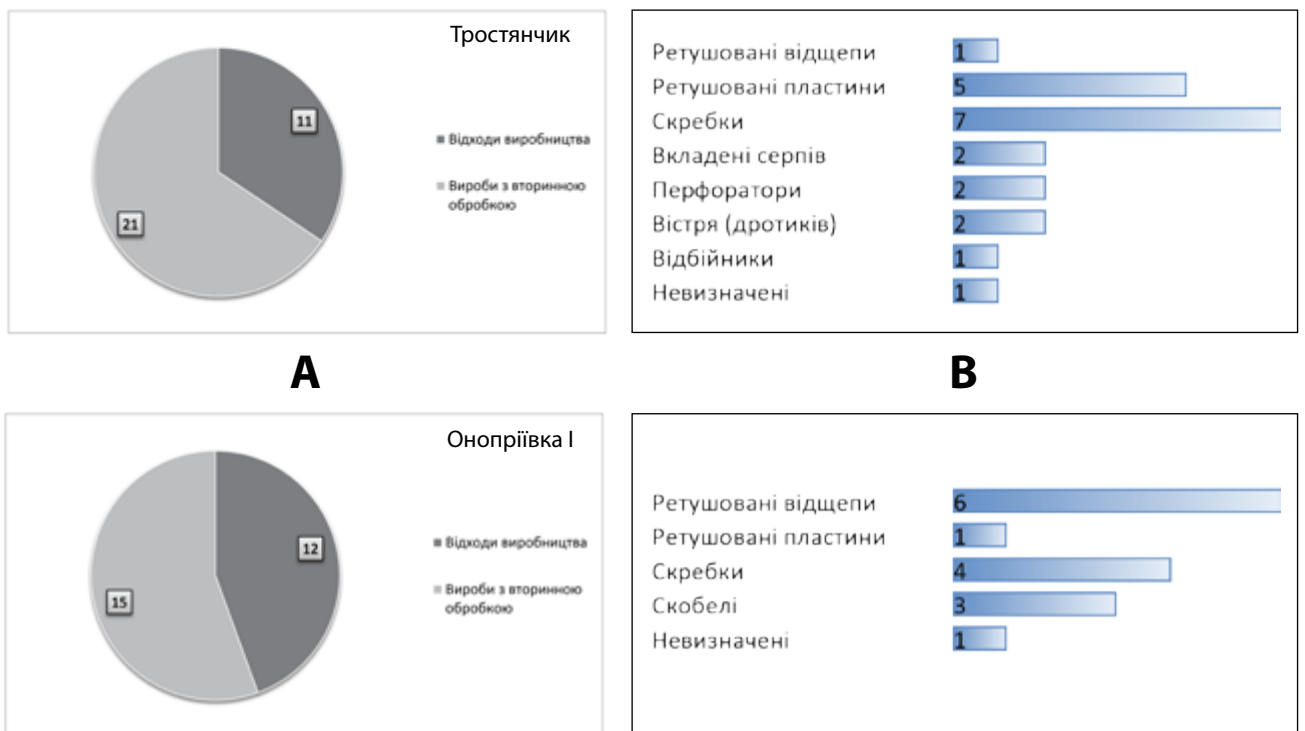 Тростянчик
11
21
Відходи виробництва
Вироби з вторинною
обробкою
Ретушовані відщепи 1
Ретушовані пластини 5
Скребки 7
Вкладені серпів 2
Перфоратори 2
Вістря (дротиків) 2
Відбійники 1
Невизначені 1
A
B
Онопріївка І
12
15
Відходи виробництва
Вироби з вторинною
обробкою
Ретушовані відщепи 6
Ретушовані пластини 1
Скребки 4
Скобелі 3
Невизначені 1